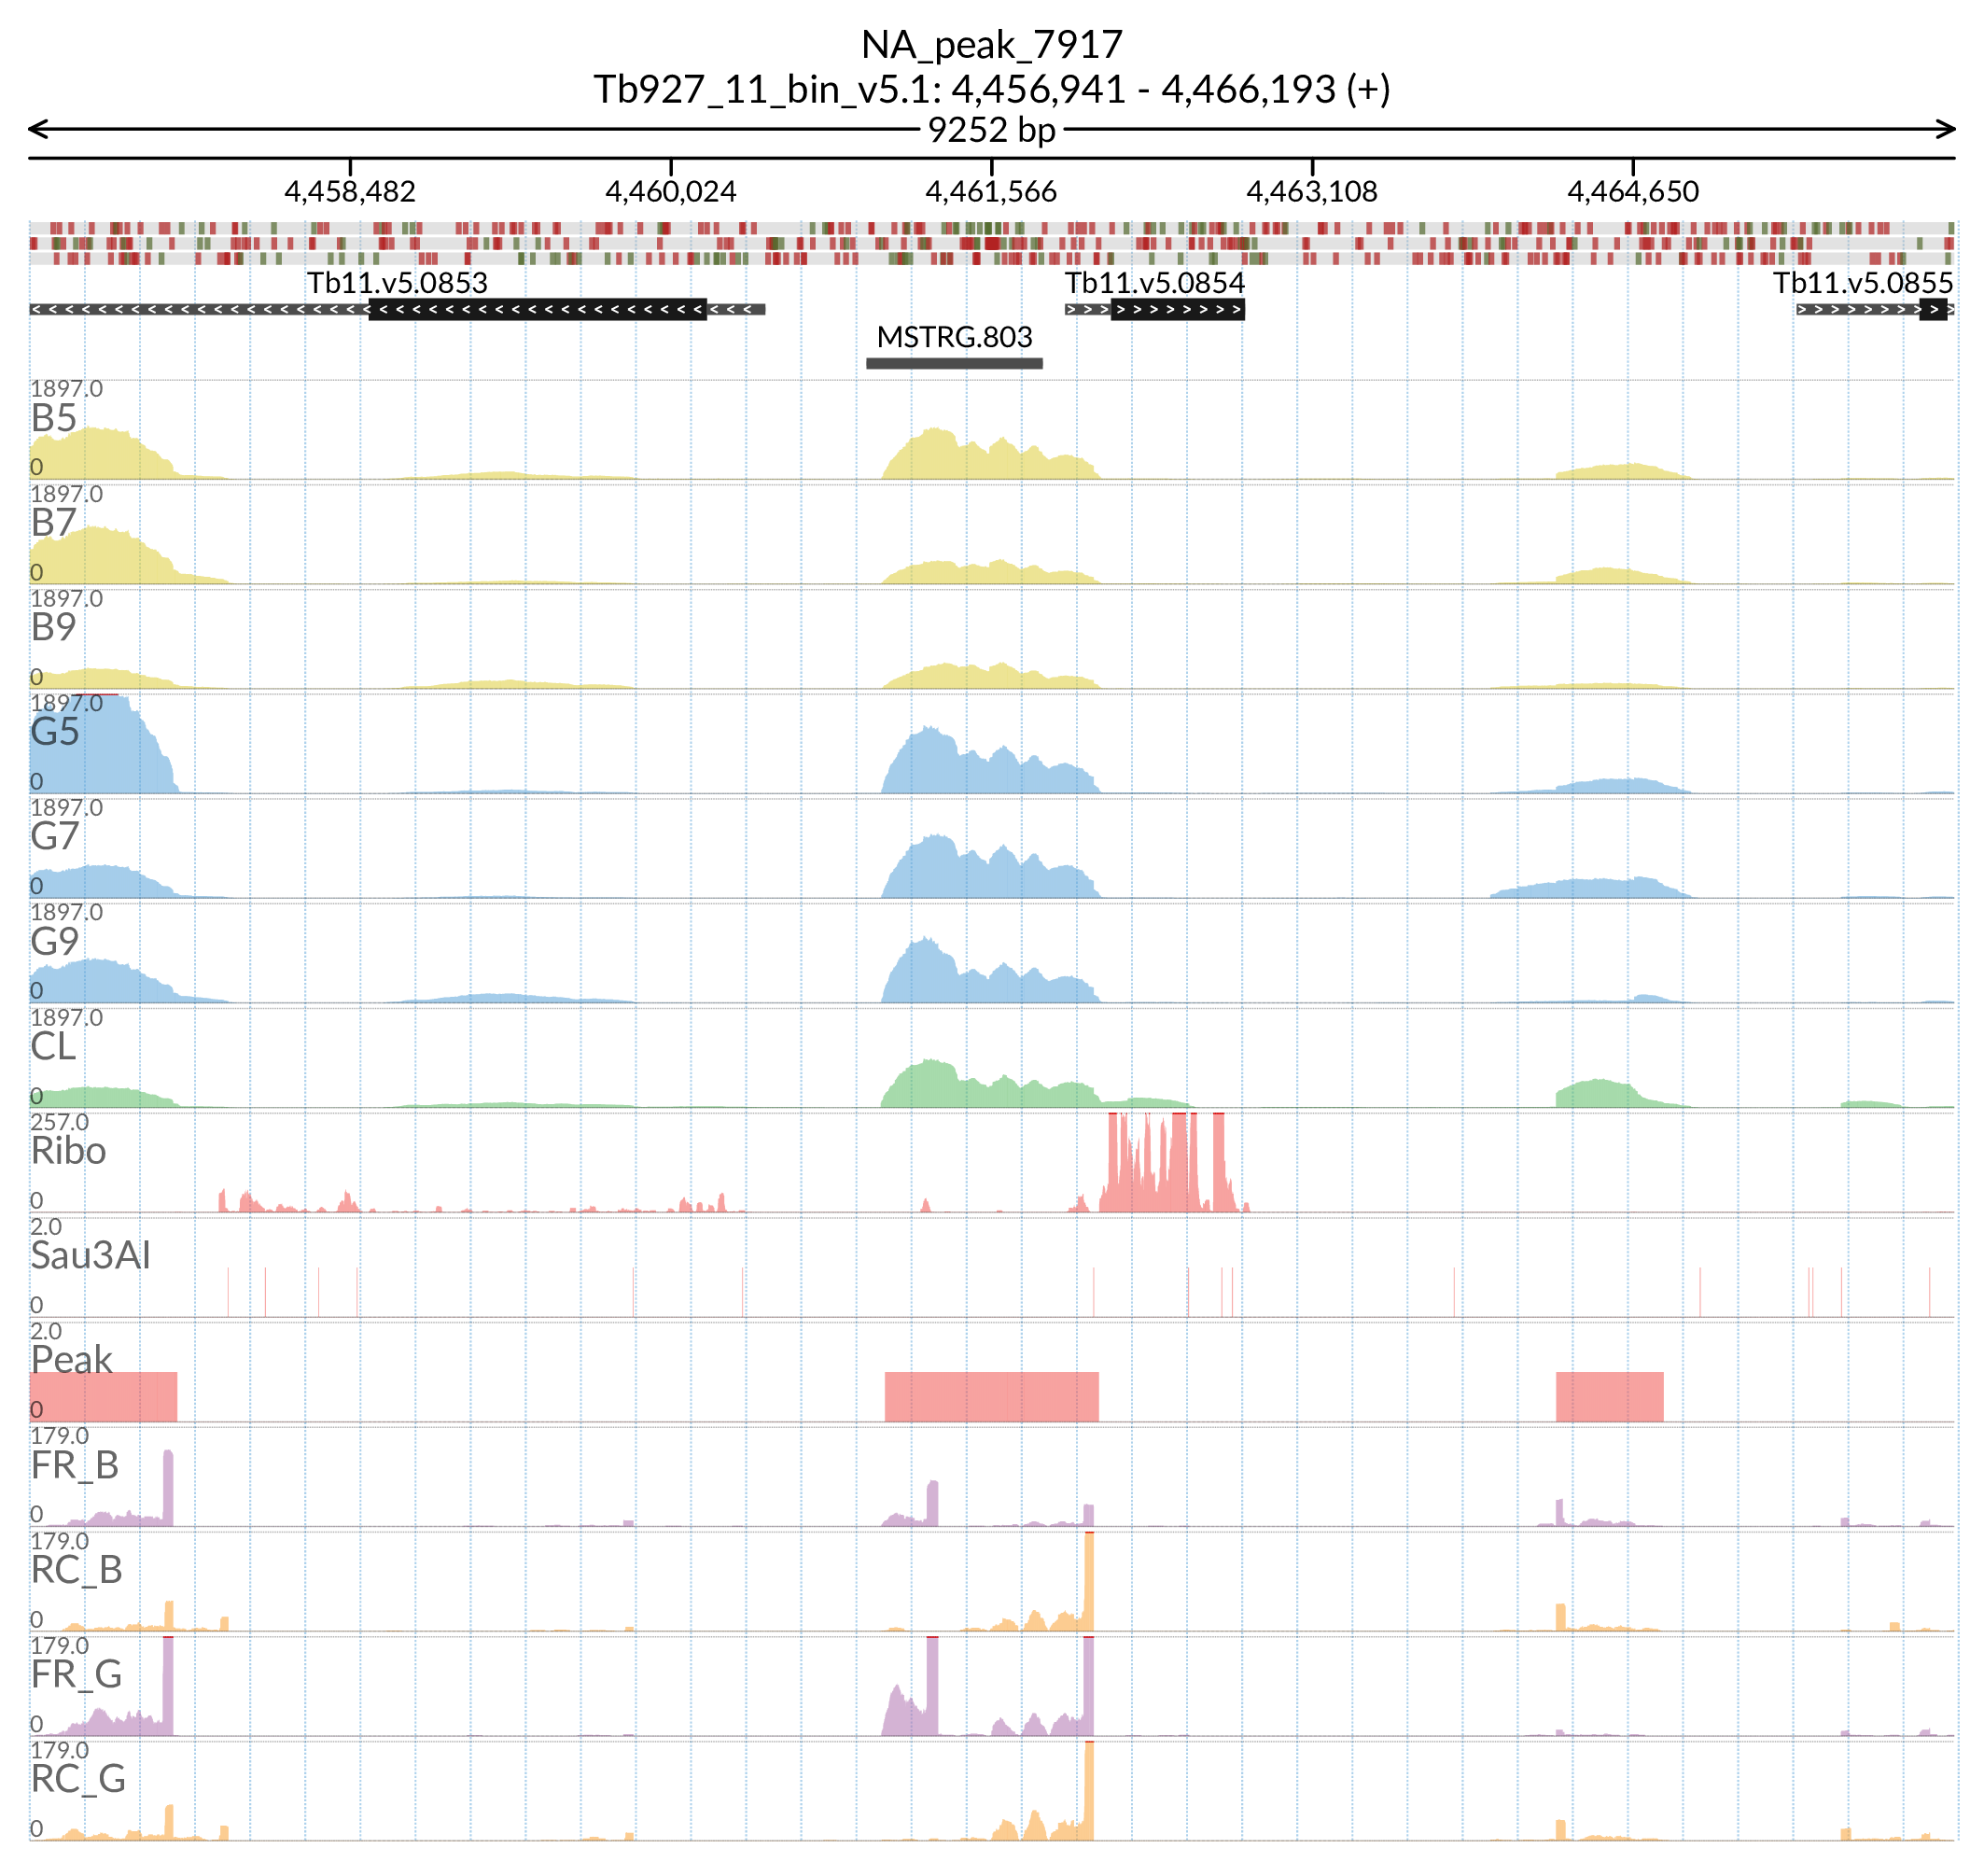 NA_peak_7917
Tb927_11_bin_v5.1: 4,456,941 - 4,466,193 (+)
9252 bp
4,458,482 4,460,024 4,461,566 4,463,108 4,464,650
Tb11.v5.0853 Tb11.v5.0854 Tb11.v5.0855
MSTRG.803
1897.0
B5
0
1897.0
B7
0
1897.0
B9
0
1897.0
G5
0
1897.0
G7
0
1897.0
G9
0
1897.0
CL
0
257.0
Ribo
0
2.0
Sau3AI
0
2.0
Peak
0
179.0
FR_B
0
179.0
RC_B
0
179.0
FR_G
0
179.0
RC_G
0